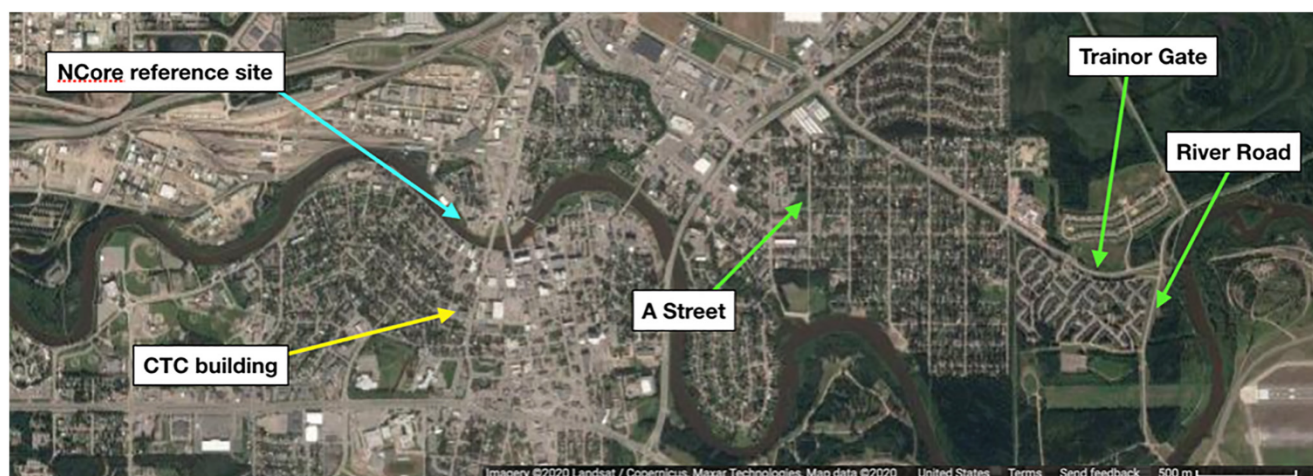 NCore reference site
Trainor Gate
River Road
A Street
CTC building
Imagery ©2020 Landsat / Copernicus, Maxar Technologies, Map data ©2020 United States Terms Send feedback 500 m